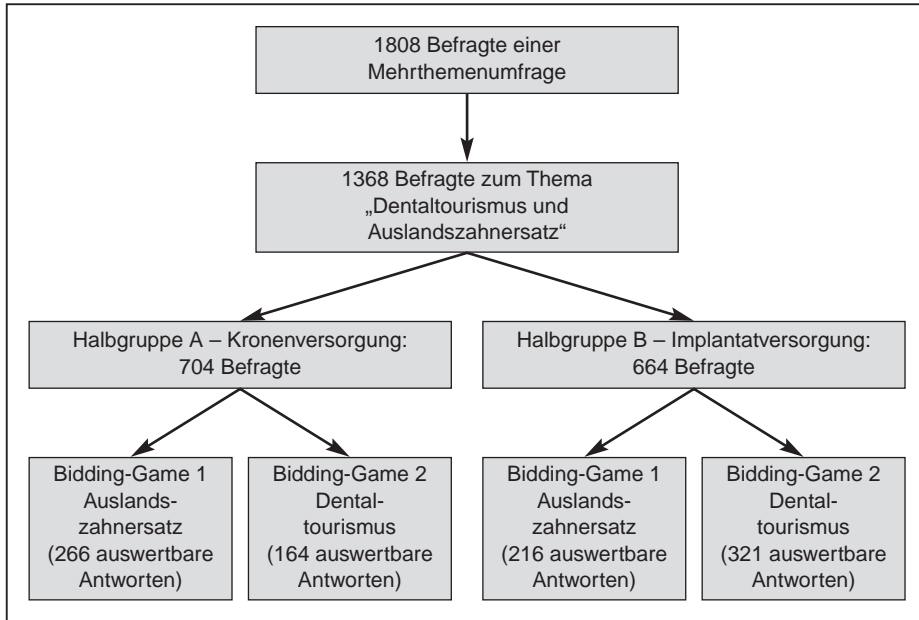 1808 Befragte einer
Mehrthemenumfrage
1368 Befragte zum Thema
„Dentaltourismus und
Auslandszahnersatz“
Halbgruppe A – Kronenversorgung:
704 Befragte
Halbgruppe B – Implantatversorgung:
664 Befragte
Bidding-Game 1
Auslands-
zahnersatz
(266 auswertbare
Antworten)
Bidding-Game 2
Dental-
tourismus
(164 auswertbare
Antworten)
Bidding-Game 1
Auslands-
zahnersatz
(216 auswertbare
Antworten)
Bidding-Game 2
Dental-
tourismus
(321 auswertbare
Antworten)